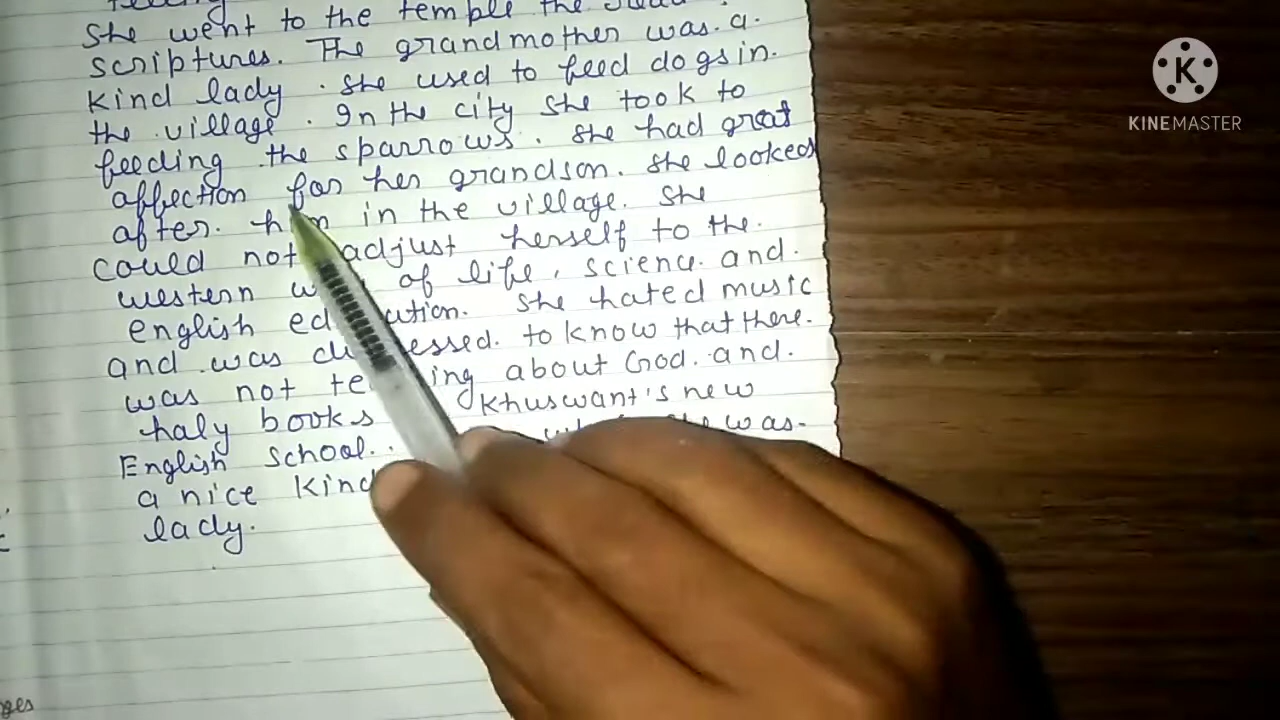 She went to the temple the
scriptures. The grandmother was. a.
Kind lady. She used to feed dogs in.
the village. In the city she took to
feeding the sparrows. She had great
affection for her grandson. She looked
after. him in the village. She
could not adjust herself to the.
western of life, science. and.
english education. She hated music
and was to know that there.
was not about God. and.
haly books Khuswant's new
English school. was.
a nice kind
lady.
KINEMASTER